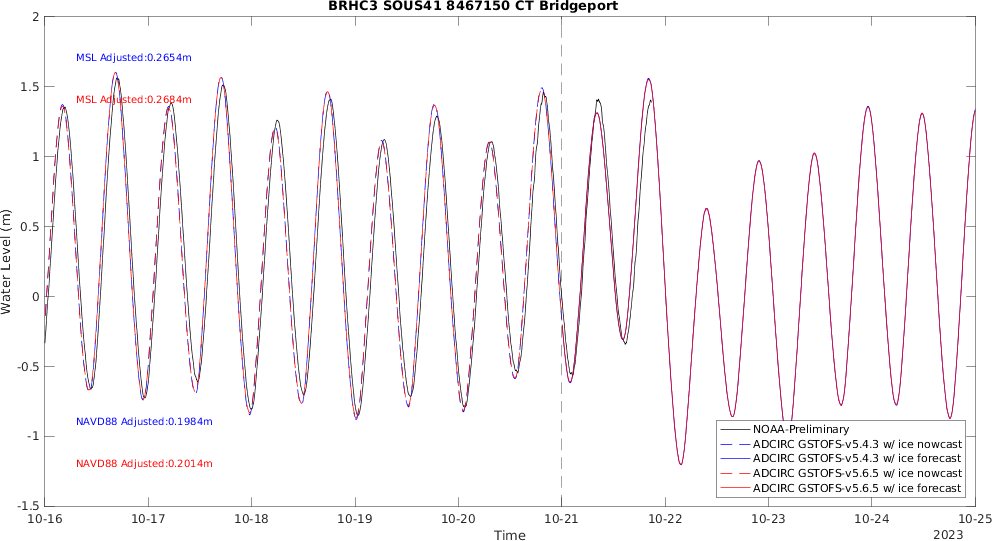 BRHC3 SOUS41 8467150 CT Bridgeport
2
1.5
1
0.5
0
-0.5
-1
-1.5
Water Level (m)
MSL Adjusted:0.2654m
MSL Adjusted:0.2684m
NAVD88 Adjusted:0.1984m
NAVD88 Adjusted:0.2014m
NOAA-Preliminary
ADCIRC GSTOFS-v5.4.3 w/ ice nowcast
ADCIRC GSTOFS-v5.4.3 w/ ice forecast
ADCIRC GSTOFS-v5.6.5 w/ ice nowcast
ADCIRC GSTOFS-v5.6.5 w/ ice forecast
10-16 10-17 10-18 10-19 10-20 10-21 10-22 10-23 10-24 10-25
Time
2023